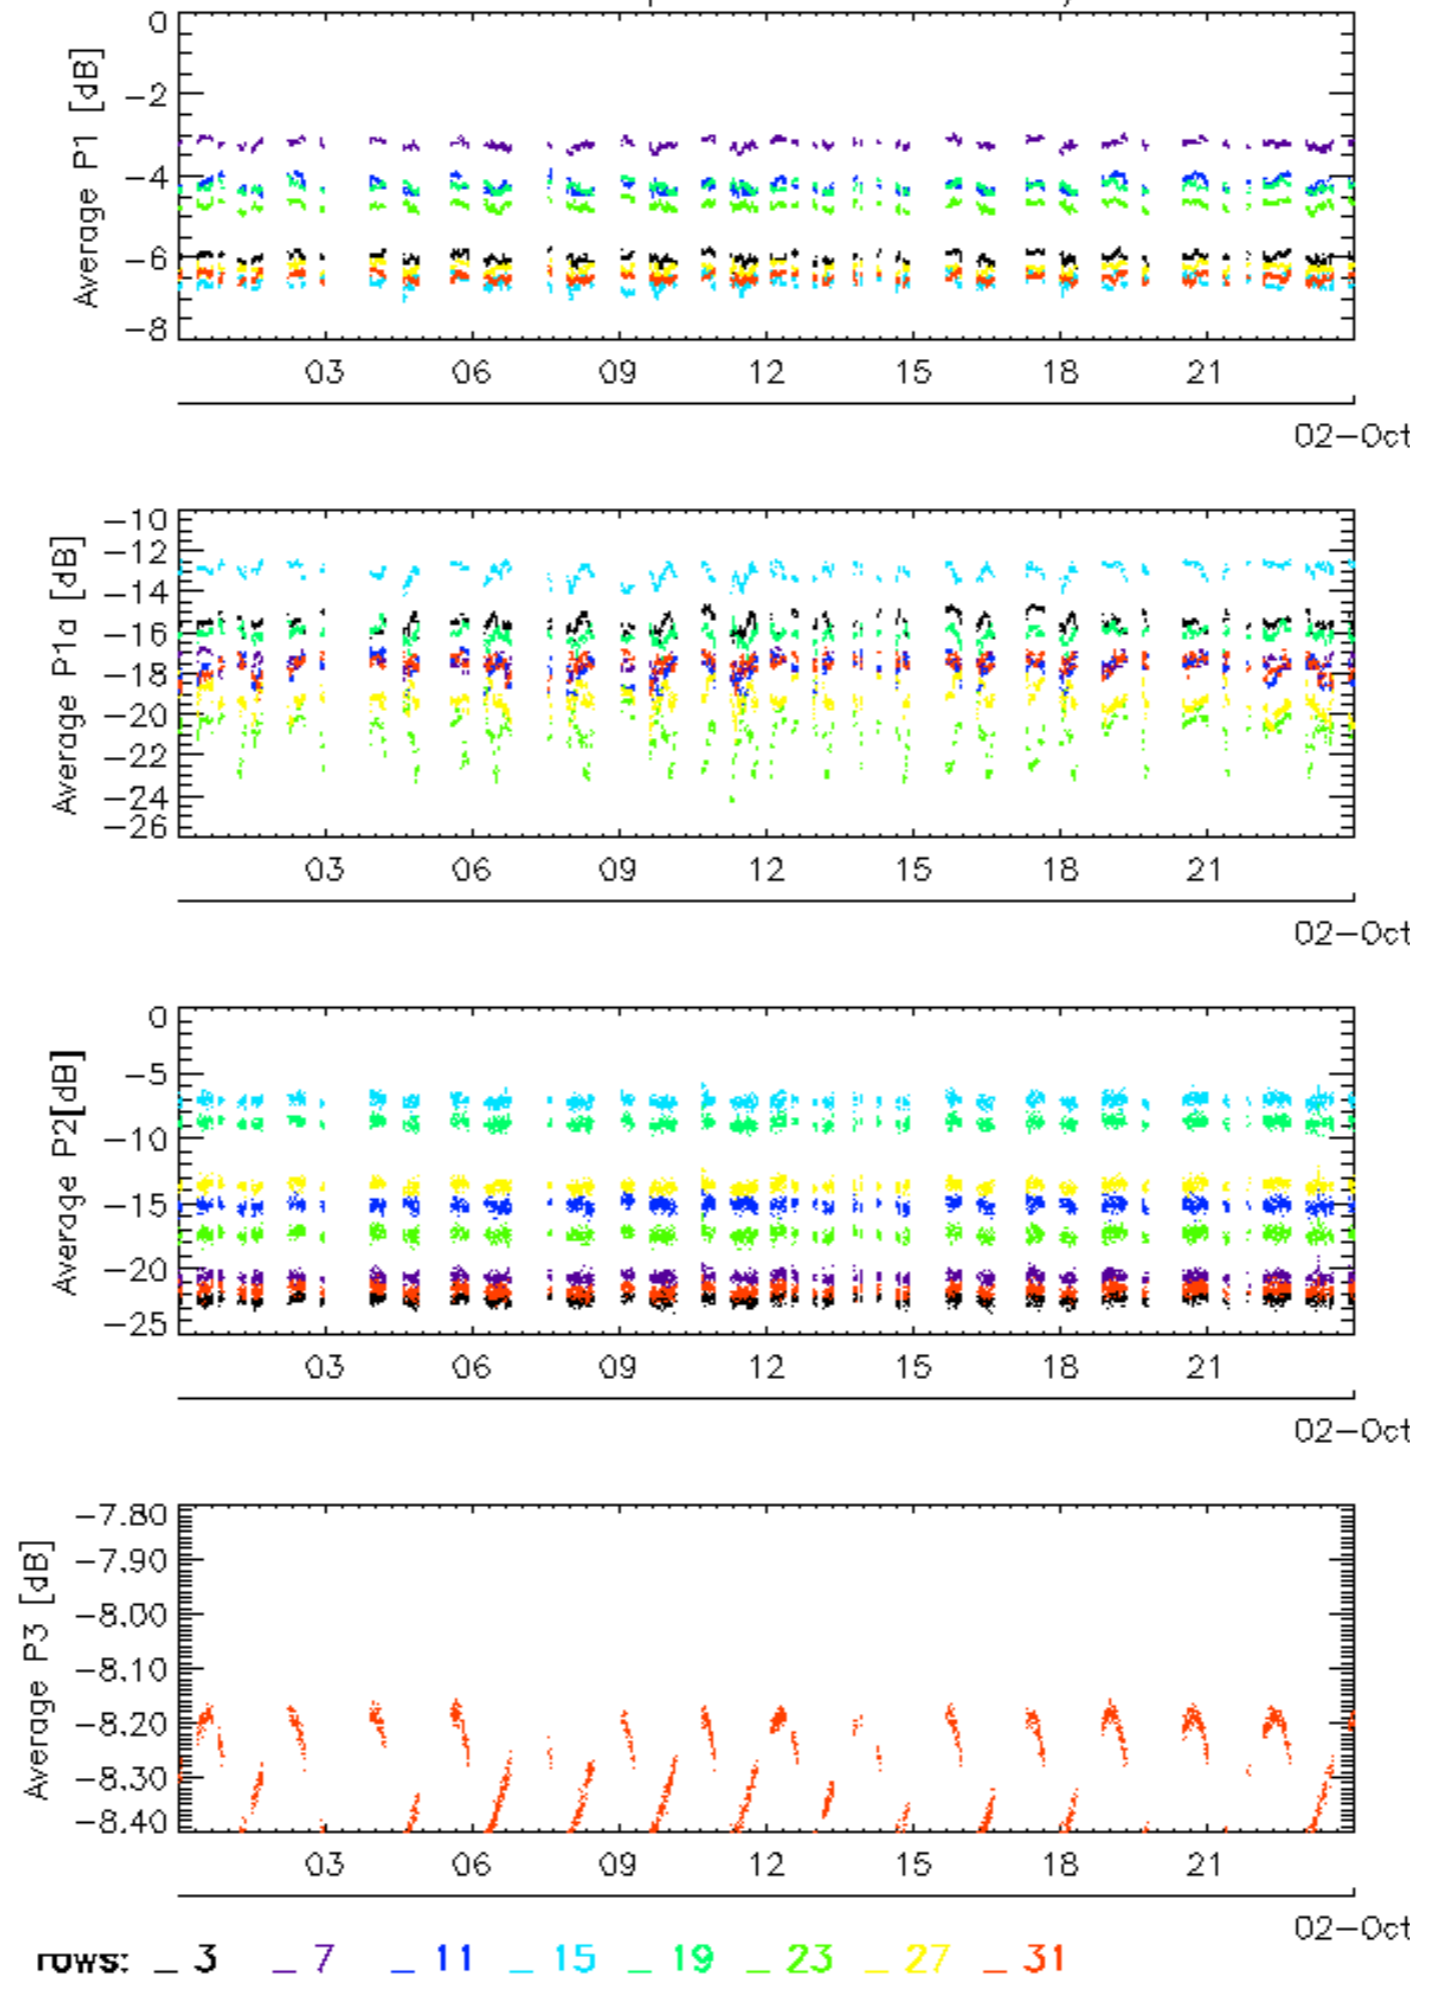 Average P1 [dB]
0
−2
−4
−6
−8
03 06 09 12 15 18 21
02−Oct
Average P1a [dB]
−10
−12
−14
−16
−18
−20
−22
−24
−26
03 06 09 12 15 18 21
02−Oct
Average P2[dB]
0
−5
−10
−15
−20
−25
03 06 09 12 15 18 21
02−Oct
Average P3 [dB]
−7.80
−7.90
−8.00
−8.10
−8.20
−8.30
−8.40
03 06 09 12 15 18 21
02−Oct
rows: _ 3 _ 7 _ 11 _ 15 _ 19 _ 23 _ 27 _ 31